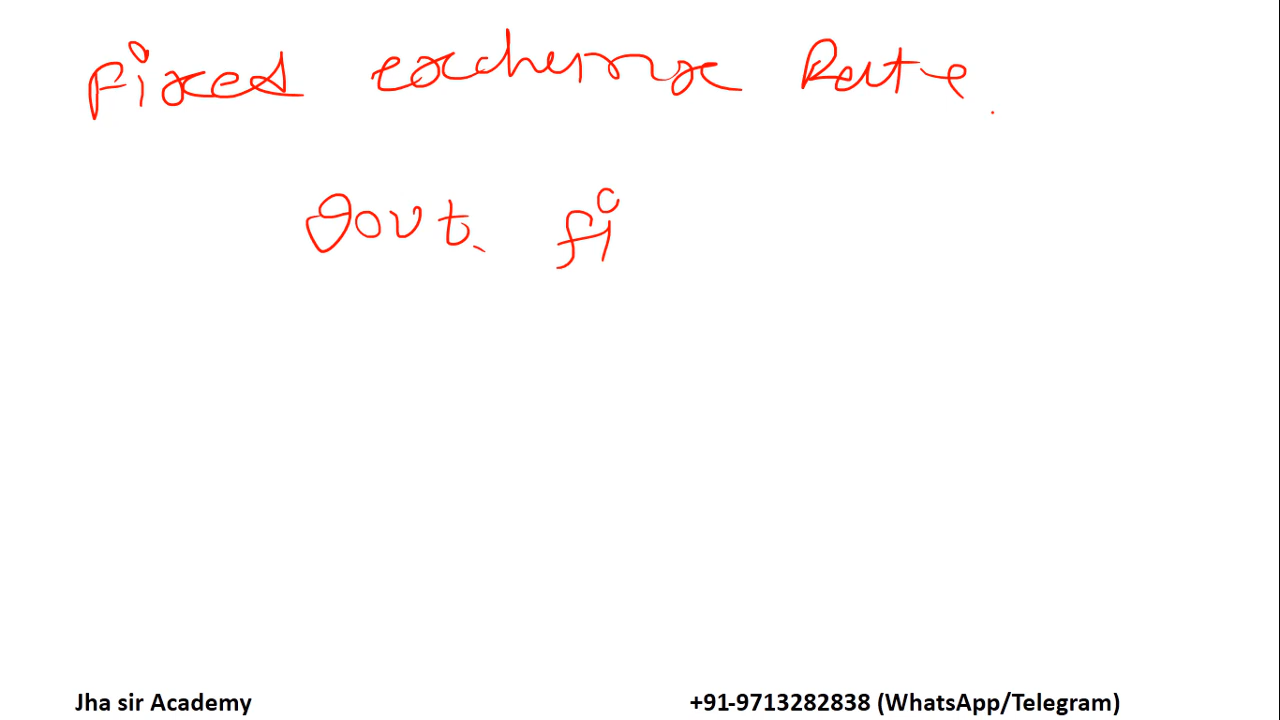 Fixed exchange Rate
Govt. fi
Jha sir Academy
+91-9713282838 (WhatsApp/Telegram)